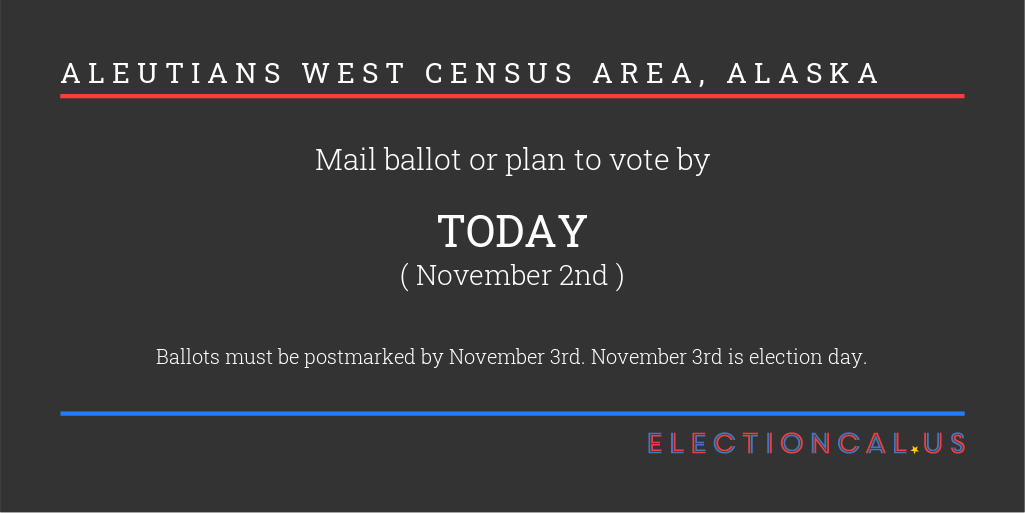 ALEUTIANS WEST CENSUS AREA, ALASKA
Mail ballot or plan to vote by
TODAY
( November 2nd )
Ballots must be postmarked by November 3rd. November 3rd is election day.
ELECTIONCAL.US